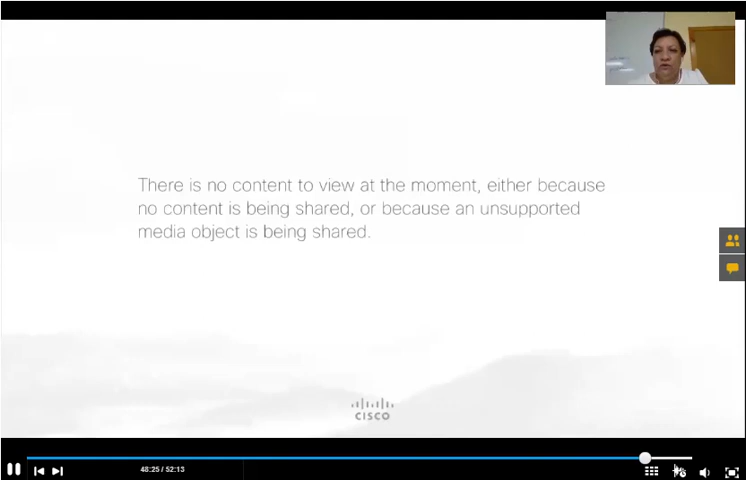 There is no content to view at the moment, either because
no content is being shared, or because an unsupported
media object is being shared.
CISCO
48:25 / 52:13